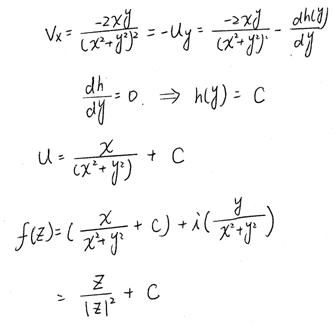 Vx = -2xy/(x²+y²)² = -Uy = -2xy/(x²+y²)² - dh(y)/dy
dh/dy = 0. ⇒ h(y) = C
U = x/(x²+y²) + C
f(z) = (x/(x²+y²) + C) + i(y/(x²+y²))
= z/|z|² + C